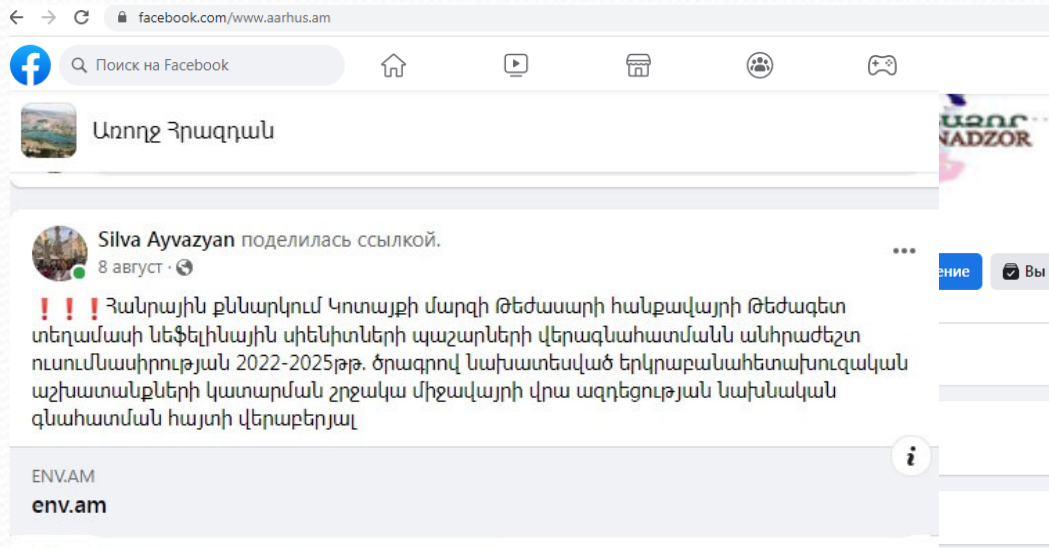 facebook.com/www.aarhus.am
Поиск на Facebook
Առողջ Հրազդան
NADZOR
Silva Ayvazyan поделилась ссылкой.
8 август ·
ение
Вы
❗❗❗Հանրային քննարկում Կոտայքի մարզի Թեժասարի հանքավայրի Թեժագետ
տեղամասի նեֆելինային սիենիտների պաշարների վերագնահատմանն անհրաժեշտ
ուսումնասիրության 2022-2025թթ. ծրագրով նախատեսված երկրաբանահետախուզական
աշխատանքների կատարման շրջակա միջավայրի վրա ազդեցության նախնական
գնահատման հայտի վերաբերյալ
ENV.AM
env.am